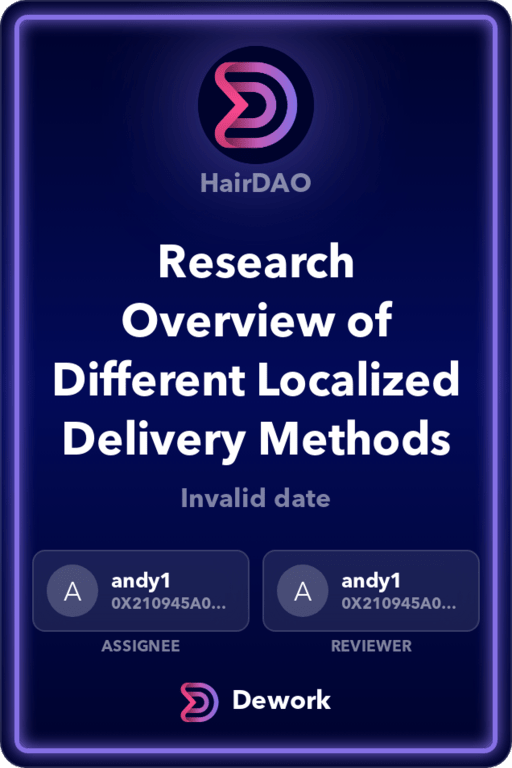 HairDAO
Research
Overview of
Different Localized
Delivery Methods
Invalid date
A
andy1
0X210945A0...
ASSIGNEE
A
andy1
0X210945A0...
REVIEWER
Dework